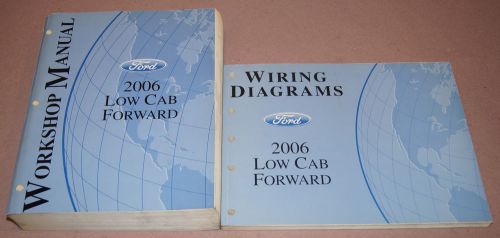 WORKSHOP MANUAL
Ford
2006
LOW CAB
FORWARD
WIRING
DIAGRAMS
Ford
2006
LOW CAB
FORWARD